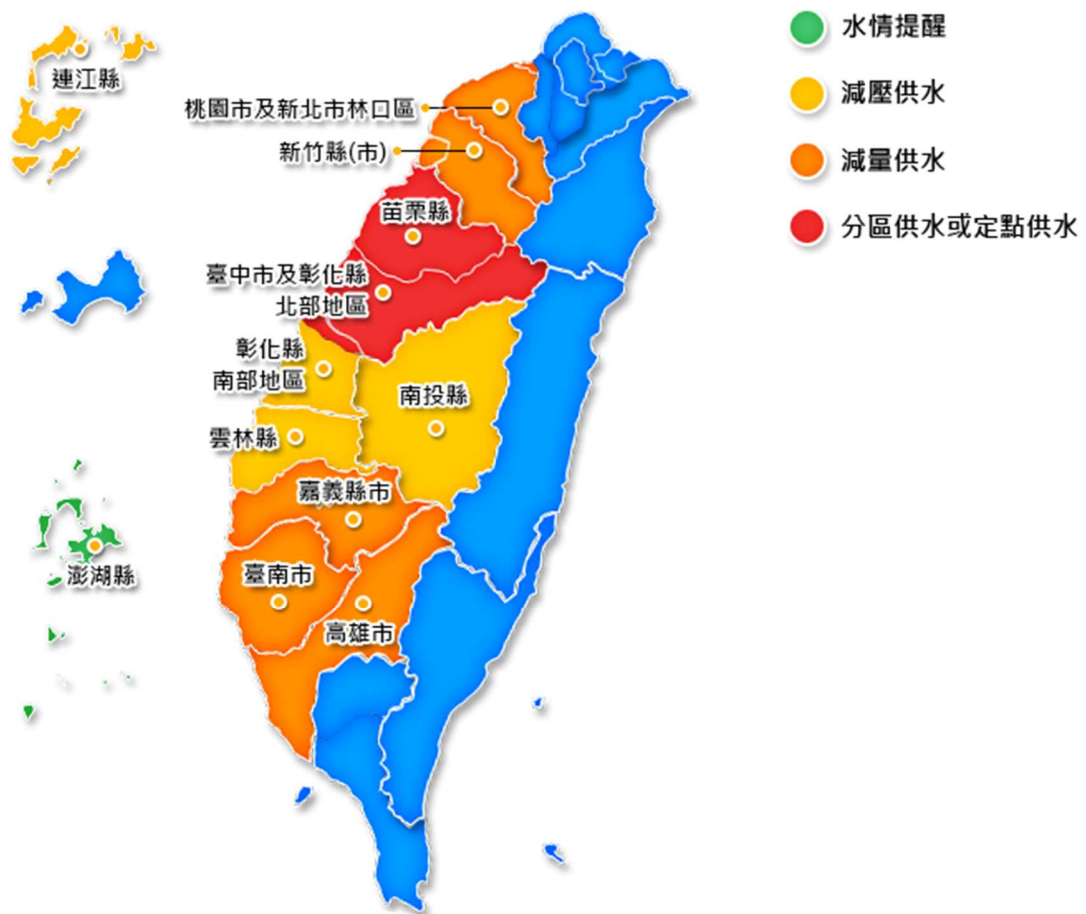 連江縣
桃園市及新北市林口區
新竹縣(市)
苗栗縣
臺中市及彰化縣
北部地區
彰化縣
南部地區
南投縣
雲林縣
嘉義縣市
臺南市
高雄市
澎湖縣
水情提醒
減壓供水
減量供水
分區供水或定點供水